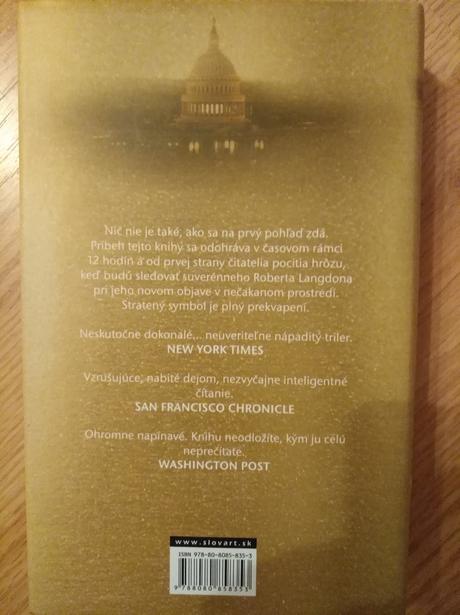 Nič nie je také, ako sa na prvý pohľad zdá.
Príbeh tejto knihy sa odohráva v časovom rámci
12 hodín a od prvej strany čitatelia pocítia hrôzu,
keď budú sledovať suverénneho Roberta Langdona
pri jeho novom objave v nečakanom prostredí.
Stratený symbol je plný prekvapení.
Neskutočne dokonalé... neuveriteľne nápaditý triler.
NEW YORK TIMES
Vzrušujúce, nabité dejom, nezvyčajne inteligentné
čítanie.
SAN FRANCISCO CHRONICLE
Ohromne napínavé. Knihu neodložíte, kým ju celú
neprečítate.
WASHINGTON POST
www.slovart.sk
ISBN 978-80-8085-835-3
9788080858353